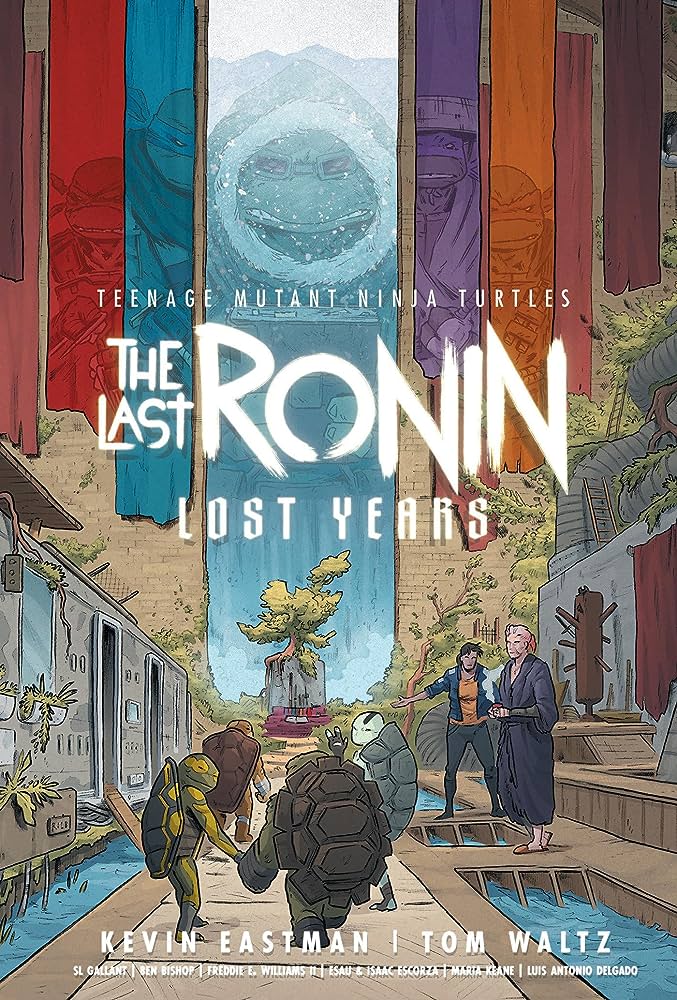 TEENAGE MUTANT NINJA TURTLES
THE LAST RONIN
LOST YEARS
KEVIN EASTMAN | TOM WALTZ
SL GALLANT | BEN BISHOP | FREDDIE E. WILLIAMS II | ESAU & ISAAC ESCORZA | MARIA KEANE | LUIS ANTONIO DELGADO